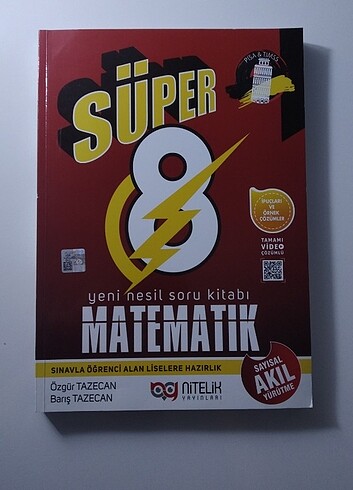 PISA & TIMSS
SÜPER
8
İPUÇLARI VE
ÖRNEK
ÇÖZÜMLER
TAMAMI
VİDEO
ÇÖZÜMLÜ
yeni nesil soru kitabı
MATEMATİK
SINAVLA ÖĞRENCİ ALAN LİSELERE HAZIRLIK
SAYISAL
AKIL
YÜRÜTME
Özgür TAZECAN
Barış TAZECAN
NİTELİK
YAYINLARI